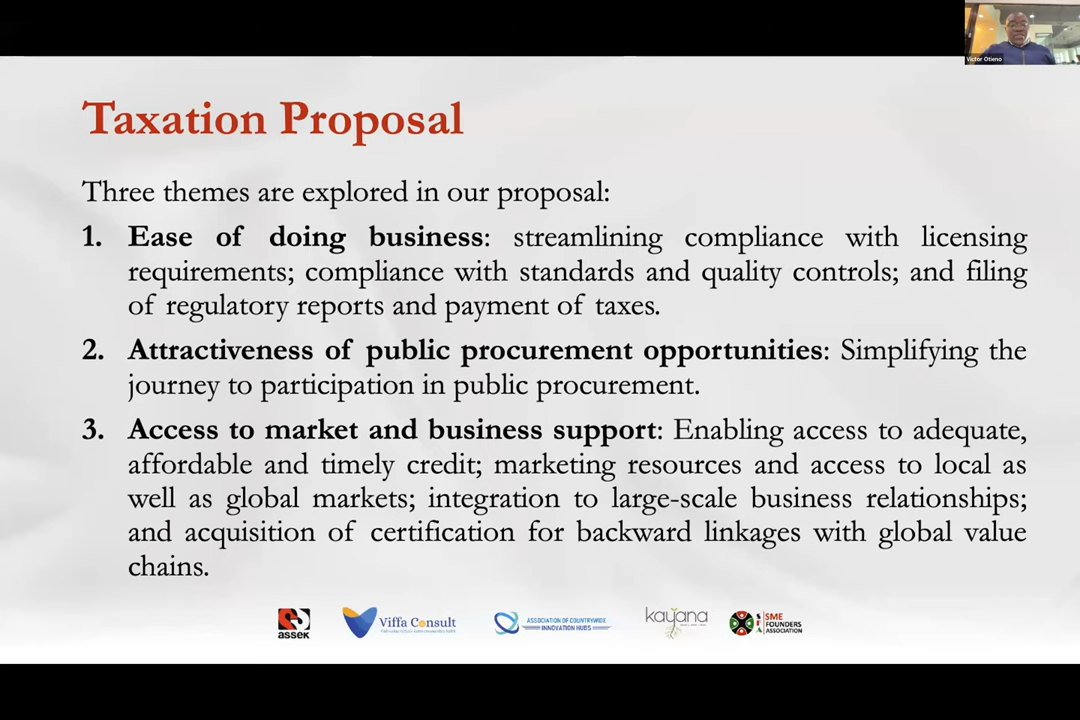 Victor Otieno
Taxation Proposal
Three themes are explored in our proposal:
1. Ease of doing business: streamlining compliance with licensing
requirements; compliance with standards and quality controls; and filing
of regulatory reports and payment of taxes.
2. Attractiveness of public procurement opportunities: Simplifying the
journey to participation in public procurement.
3. Access to market and business support: Enabling access to adequate,
affordable and timely credit; marketing resources and access to local as
well as global markets; integration to large-scale business relationships;
and acquisition of certification for backward linkages with global value
chains.
assek
Viffa Consult
ASSOCIATION OF COUNTRYWIDE
INNOVATION HUBS
kayana
SFA
SME
FOUNDERS
ASSOCIATION